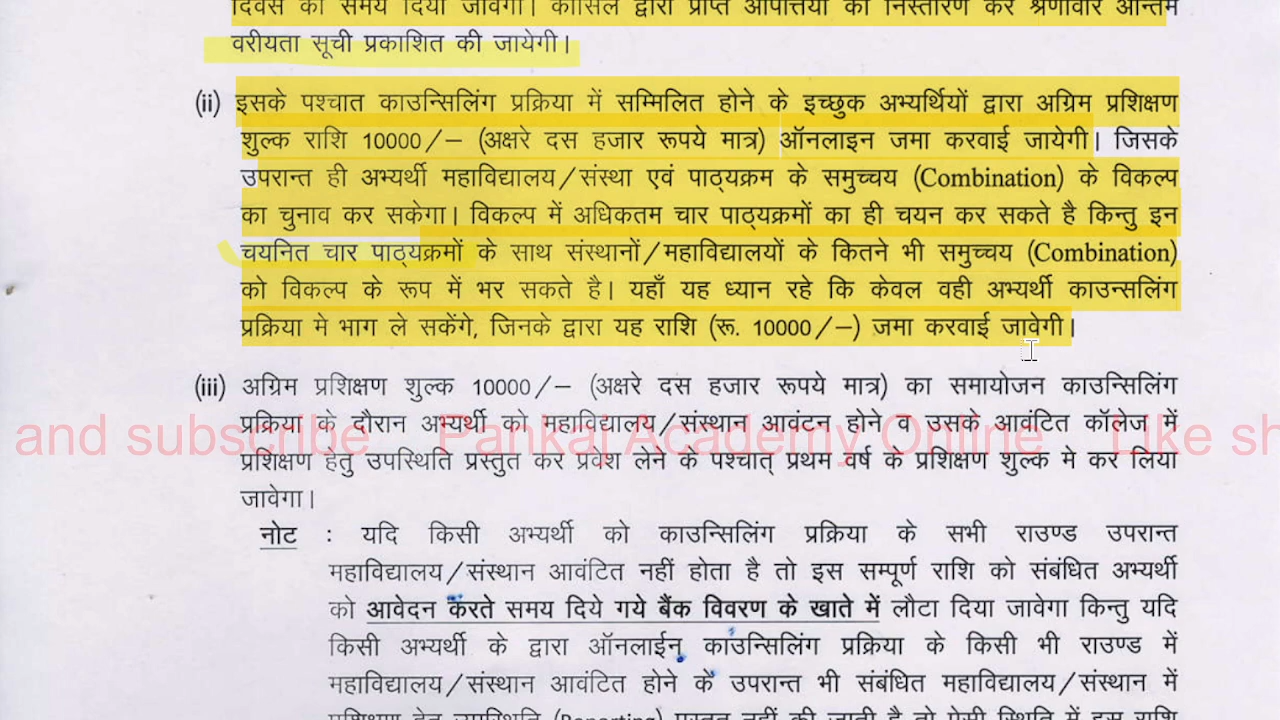 दिवस का समय दिया जावेगा। कौंसिल द्वारा प्राप्त आपत्तियों का निस्तारण कर श्रेणीवार अन्तिम
वरीयता सूची प्रकाशित की जायेगी।
(ii) इसके पश्चात काउन्सिलिंग प्रक्रिया में सम्मिलित होने के इच्छुक अभ्यर्थियों द्वारा अग्रिम प्रशिक्षण
शुल्क राशि 10000/– (अक्षरे दस हजार रूपये मात्र) ऑनलाइन जमा करवाई जायेगी। जिसके
उपरान्त ही अभ्यर्थी महाविद्यालय/संस्था एवं पाठ्यक्रम के समुच्चय (Combination) के विकल्प
का चुनाव कर सकेगा। विकल्प में अधिकतम चार पाठ्यक्रमों का ही चयन कर सकते है किन्तु इन
चयनित चार पाठ्यक्रमों के साथ संस्थानों/महाविद्यालयों के कितने भी समुच्चय (Combination)
को विकल्प के रूप में भर सकते है। यहाँ यह ध्यान रहे कि केवल वही अभ्यर्थी काउन्सलिंग
प्रक्रिया मे भाग ले सकेंगे, जिनके द्वारा यह राशि (रू. 10000/–) जमा करवाई जावेगी।
(iii) अग्रिम प्रशिक्षण शुल्क 10000/– (अक्षरे दस हजार रूपये मात्र) का समायोजन काउन्सिलिंग
प्रक्रिया के दौरान अभ्यर्थी को महाविद्यालय/संस्थान आवंटन होने व उसके आवंटित कॉलेज में
and subscribe Pankaj Academy Online Like sh
प्रशिक्षण हेतु उपस्थिति प्रस्तुत कर प्रवेश लेने के पश्चात् प्रथम वर्ष के प्रशिक्षण शुल्क मे कर लिया
जावेगा।
नोट : यदि किसी अभ्यर्थी को काउन्सिलिंग प्रक्रिया के सभी राउण्ड उपरान्त
महाविद्यालय/संस्थान आवंटित नहीं होता है तो इस सम्पूर्ण राशि को संबंधित अभ्यर्थी
को आवेदन करते समय दिये गये बैंक विवरण के खाते में लौटा दिया जावेगा किन्तु यदि
किसी अभ्यर्थी के द्वारा ऑनलाईन काउंन्सिलिंग प्रक्रिया के किसी भी राउण्ड में
महाविद्यालय/संस्थान आवंटित होने के उपरान्त भी संबंधित महाविद्यालय/संस्थान में
प्रशिक्षण हेतु उपस्थिति (Reporting) प्रस्तुत नहीं की जाती है तो ऐसी स्थिति में इस राशि